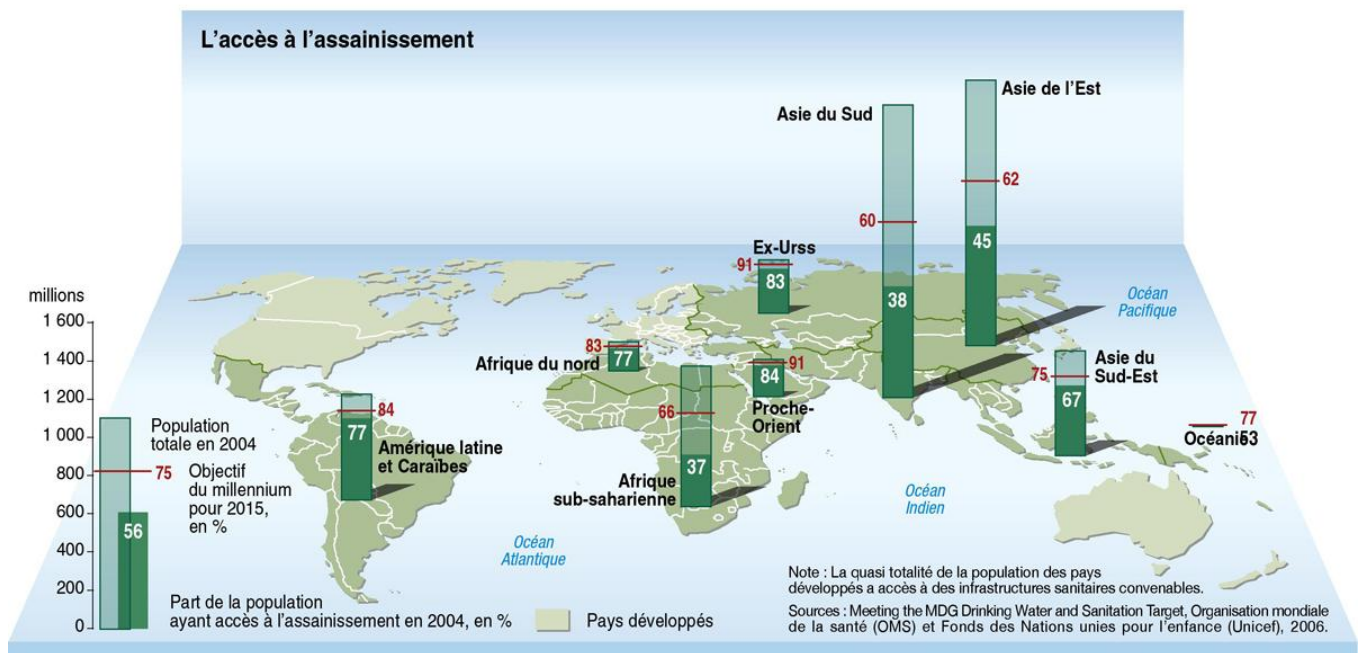 L'accès à l'assainissement
Asie de l'Est
Asie du Sud
62
60
45
Ex-Urss
91
83
38
Océan
Pacifique
millions
1 600
1 400
1 200
1 000
800
600
400
200
0
83
77
Afrique du nord
91
84
Proche-
Orient
75
Asie du
Sud-Est
67
77
Océanie
53
66
37
Afrique
sub-saharienne
84
77
Amérique latine
et Caraïbes
Population
totale en 2004
75
Objectif
du millennium
pour 2015,
en %
56
Part de la population
ayant accès à l'assainissement en 2004, en %
Pays développés
Océan
Atlantique
Océan
Indien
Note : La quasi totalité de la population des pays
développés a accès à des infrastructures sanitaires convenables.
Sources : Meeting the MDG Drinking Water and Sanitation Target, Organisation mondiale
de la santé (OMS) et Fonds des Nations unies pour l'enfance (Unicef), 2006.